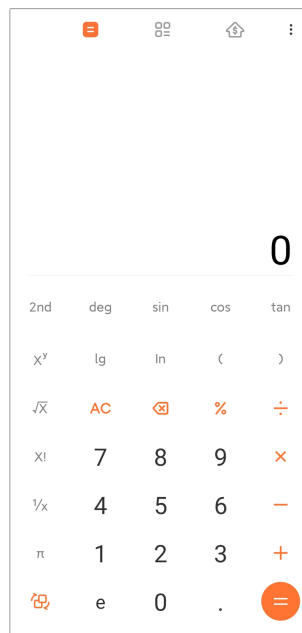 0
2nd deg sin cos tan
Xʸ lg ln ( )
√X AC % ÷
X! 7 8 9 ×
¹/x 4 5 6 −
π 1 2 3 +
e 0 . =